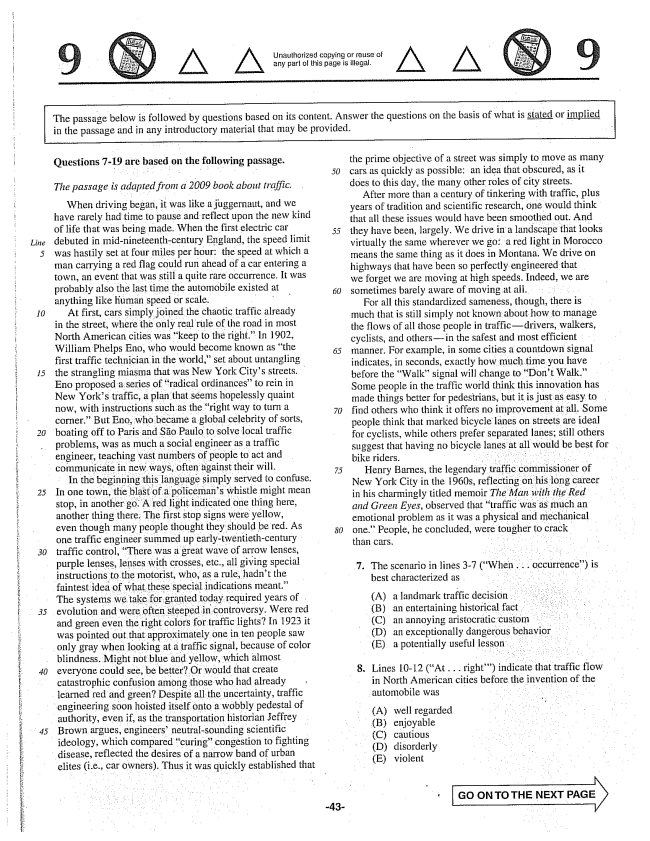 9
Unauthorized copying or reuse of
any part of this page is illegal.
9
The passage below is followed by questions based on its content. Answer the questions on the basis of what is stated or implied
in the passage and in any introductory material that may be provided.
Questions 7-19 are based on the following passage.
The passage is adapted from a 2009 book about traffic.
When driving began, it was like a juggernaut, and we
have rarely had time to pause and reflect upon the new kind
of life that was being made. When the first electric car
Line debuted in mid-nineteenth-century England, the speed limit
5 was hastily set at four miles per hour: the speed at which a
man carrying a red flag could run ahead of a car entering a
town, an event that was still a quite rare occurrence. It was
probably also the last time the automobile existed at
anything like human speed or scale.
10 At first, cars simply joined the chaotic traffic already
in the street, where the only real rule of the road in most
North American cities was “keep to the right.” In 1902,
William Phelps Eno, who would become known as “the
first traffic technician in the world,” set about untangling
15 the strangling miasma that was New York City’s streets.
Eno proposed a series of “radical ordinances” to rein in
New York’s traffic, a plan that seems hopelessly quaint
now, with instructions such as the “right way to turn a
corner.” But Eno, who became a global celebrity of sorts,
20 boating off to Paris and São Paulo to solve local traffic
problems, was as much a social engineer as a traffic
engineer, teaching vast numbers of people to act and
communicate in new ways, often against their will.
In the beginning this language simply served to confuse.
25 In one town, the blast of a policeman’s whistle might mean
stop, in another go. A red light indicated one thing here,
another thing there. The first stop signs were yellow,
even though many people thought they should be red. As
one traffic engineer summed up early-twentieth-century
30 traffic control, “There was a great wave of arrow lenses,
purple lenses, lenses with crosses, etc., all giving special
instructions to the motorist, who, as a rule, hadn’t the
faintest idea of what these special indications meant.”
The systems we take for granted today required years of
35 evolution and were often steeped in controversy. Were red
and green even the right colors for traffic lights? In 1923 it
was pointed out that approximately one in ten people saw
only gray when looking at a traffic signal, because of color
blindness. Might not blue and yellow, which almost
40 everyone could see, be better? Or would that create
catastrophic confusion among those who had already
learned red and green? Despite all the uncertainty, traffic
engineering soon hoisted itself onto a wobbly pedestal of
authority, even if, as the transportation historian Jeffrey
45 Brown argues, engineers’ neutral-sounding scientific
ideology, which compared “curing” congestion to fighting
disease, reflected the desires of a narrow band of urban
elites (i.e., car owners). Thus it was quickly established that
the prime objective of a street was simply to move as many
50 cars as quickly as possible: an idea that obscured, as it
does to this day, the many other roles of city streets.
After more than a century of tinkering with traffic, plus
years of tradition and scientific research, one would think
that all these issues would have been smoothed out. And
55 they have been, largely. We drive in a landscape that looks
virtually the same wherever we go: a red light in Morocco
means the same thing as it does in Montana. We drive on
highways that have been so perfectly engineered that
we forget we are moving at high speeds. Indeed, we are
60 sometimes barely aware of moving at all.
For all this standardized sameness, though, there is
much that is still simply not known about how to manage
the flows of all those people in traffic—drivers, walkers,
cyclists, and others—in the safest and most efficient
65 manner. For example, in some cities a countdown signal
indicates, in seconds, exactly how much time you have
before the “Walk” signal will change to “Don’t Walk.”
Some people in the traffic world think this innovation has
made things better for pedestrians, but it is just as easy to
70 find others who think it offers no improvement at all. Some
people think that marked bicycle lanes on streets are ideal
for cyclists, while others prefer separated lanes; still others
suggest that having no bicycle lanes at all would be best for
bike riders.
75 Henry Barnes, the legendary traffic commissioner of
New York City in the 1960s, reflecting on his long career
in his charmingly titled memoir The Man with the Red
and Green Eyes, observed that “traffic was as much an
emotional problem as it was a physical and mechanical
80 one.” People, he concluded, were tougher to crack
than cars.
7. The scenario in lines 3-7 (“When . . . occurrence”) is
best characterized as
(A) a landmark traffic decision
(B) an entertaining historical fact
(C) an annoying aristocratic custom
(D) an exceptionally dangerous behavior
(E) a potentially useful lesson
8. Lines 10-12 (“At . . . right’”) indicate that traffic flow
in North American cities before the invention of the
automobile was
(A) well regarded
(B) enjoyable
(C) cautious
(D) disorderly
(E) violent
GO ON TO THE NEXT PAGE
-43-